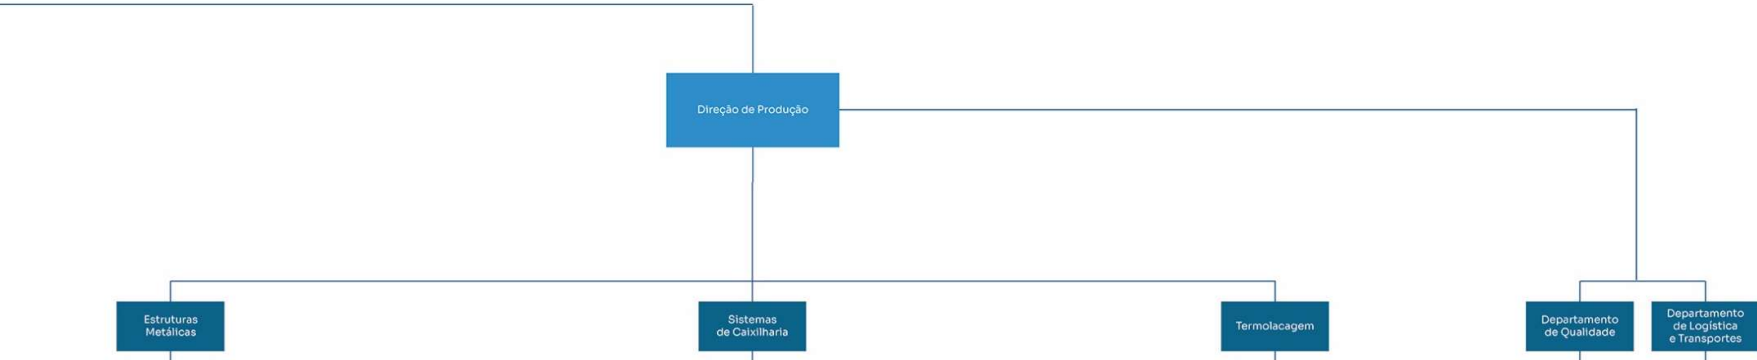 Direção de Produção
Estruturas
Metálicas
Sistemas
de Caixilharia
Termolacagem
Departamento
de Qualidade
Departamento
de Logística
e Transportes